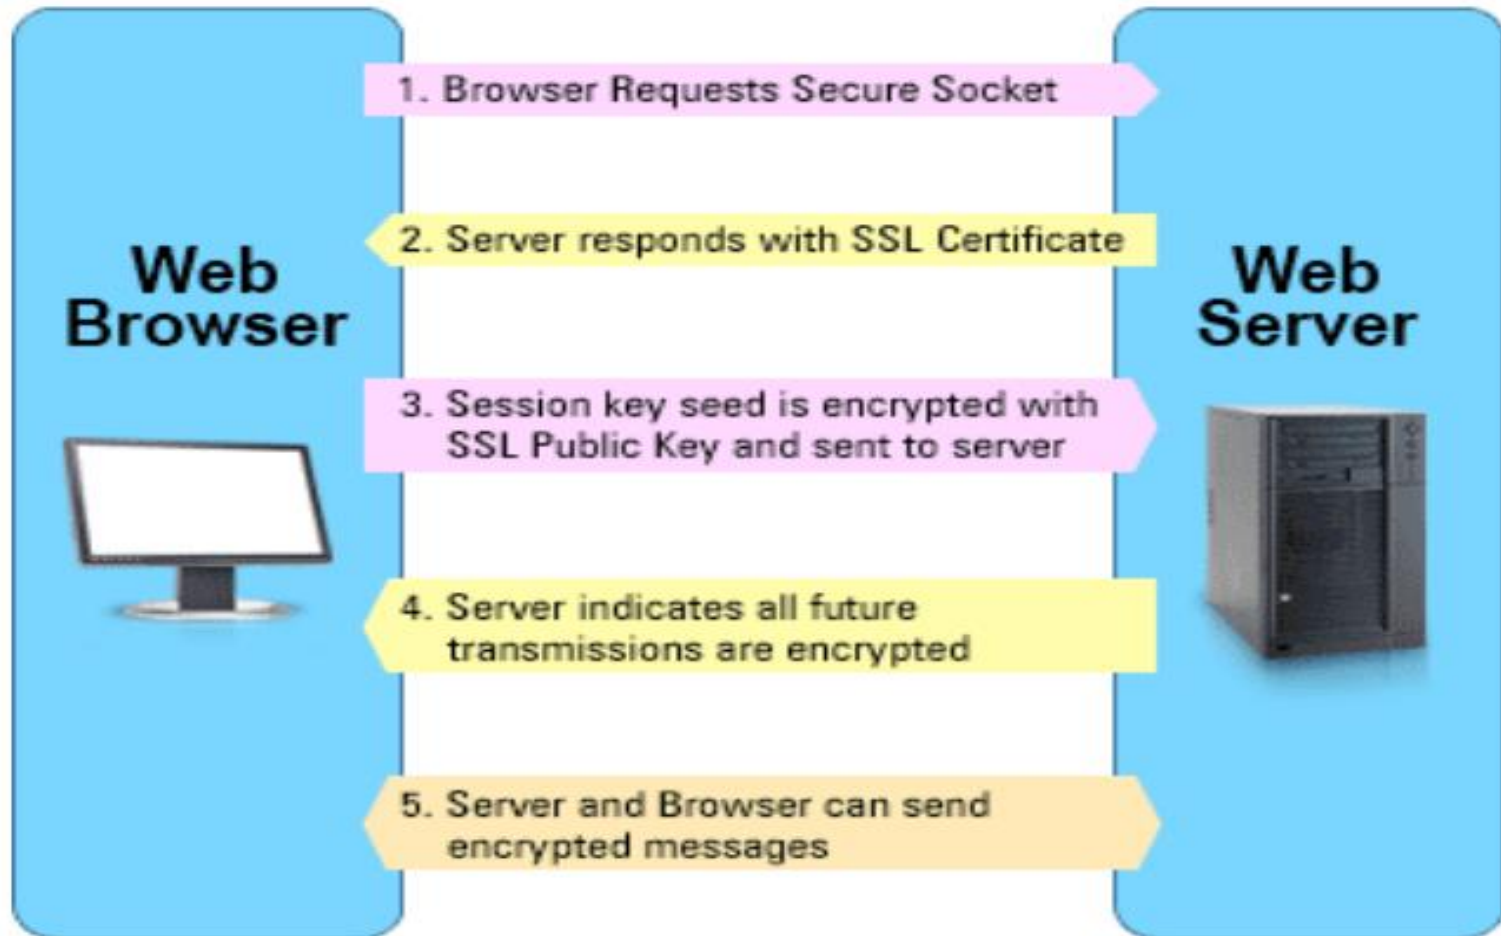 1. Browser Requests Secure Socket
2. Server responds with SSL Certificate
Web
Browser
Web
Server
3. Session key seed is encrypted with
SSL Public Key and sent to server
4. Server indicates all future
transmissions are encrypted
5. Server and Browser can send
encrypted messages